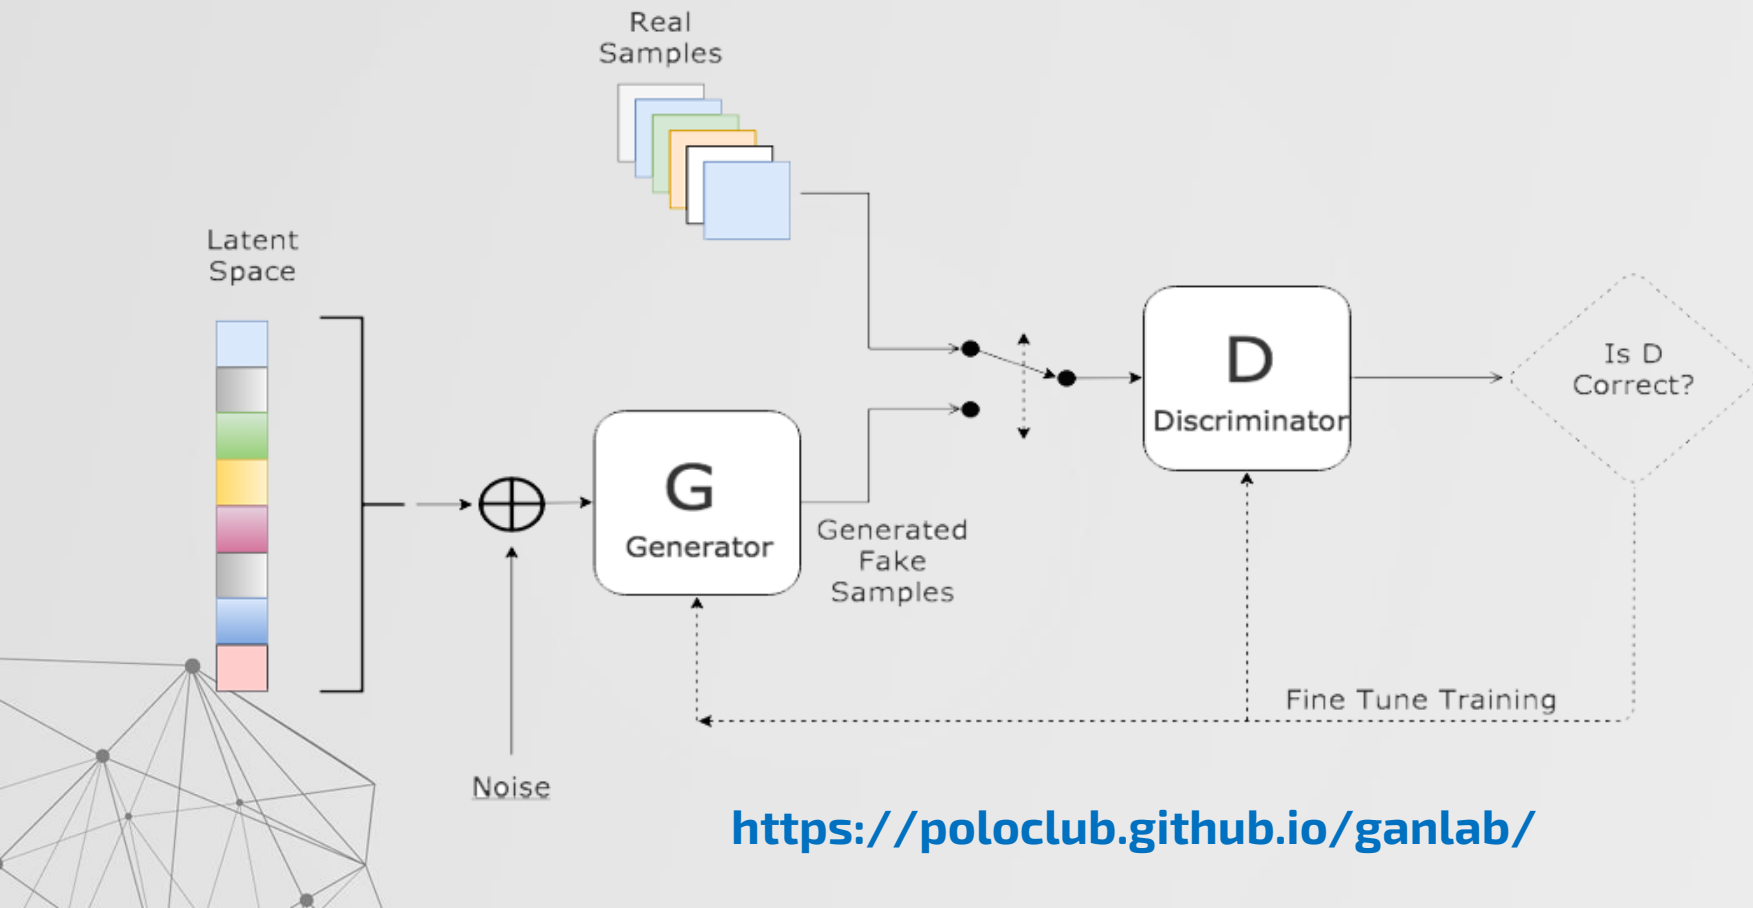 Real
Samples
Latent
Space
Is D
Correct?
D
Discriminator
G
Generator
Generated
Fake
Samples
Fine Tune Training
Noise
https://poloclub.github.io/ganlab/